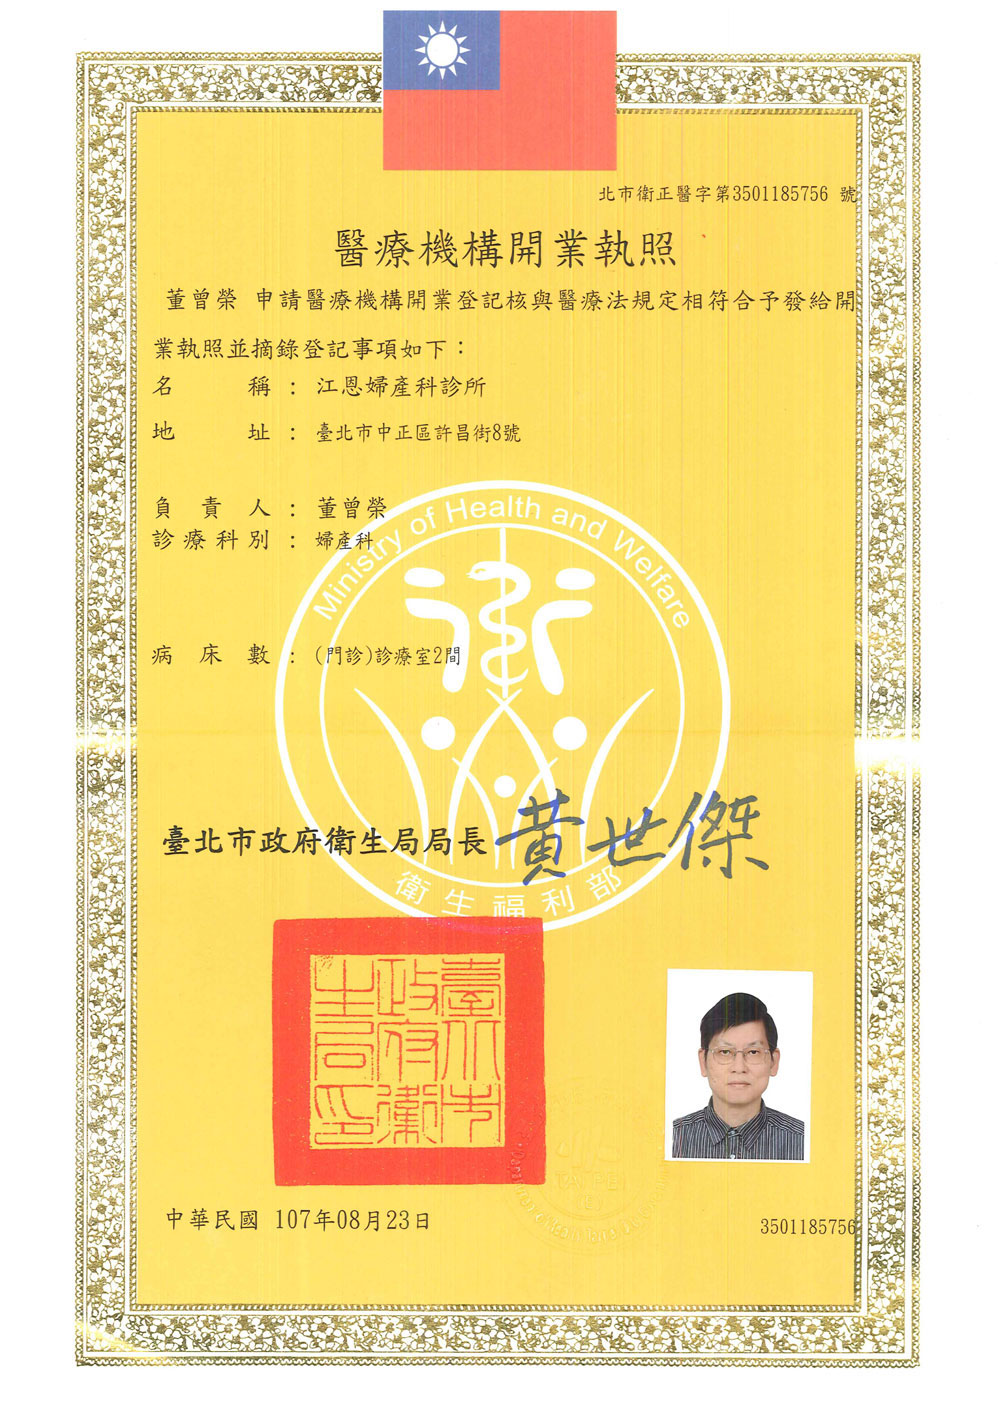 北市衛正醫字第3501185756 號
醫療機構開業執照
董曾榮 申請醫療機構開業登記核與醫療法規定相符合予發給開
業執照並摘錄登記事項如下：
名稱：江恩婦產科診所
地址：臺北市中正區許昌街8號
負責人：董曾榮
診療科別：婦產科
Ministry of Health and Welfare
衛
病床數：(門診)診療室2間
臺北市政府衛生局局長 黃世傑
衛生福利部
臺北市政府衛生局印
TAIPEI
中華民國 107年08月23日
3501185756